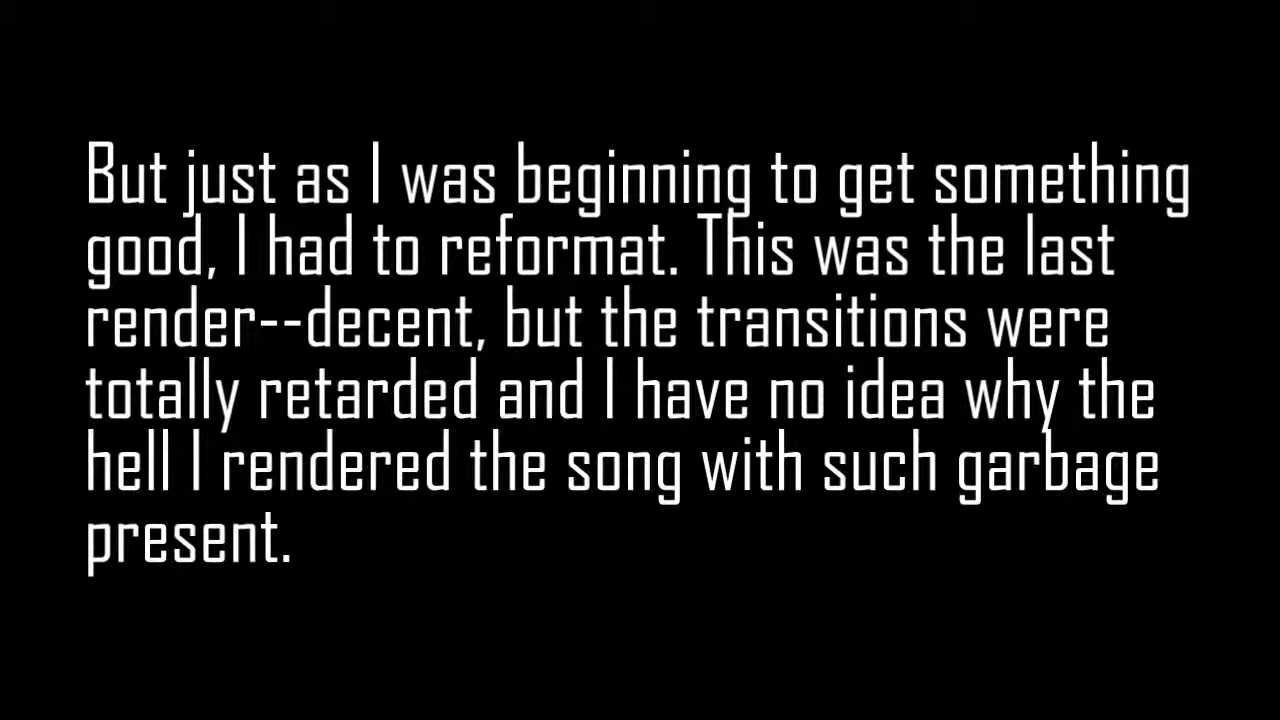 But just as I was beginning to get something
good, I had to reformat. This was the last
render--decent, but the transitions were
totally retarded and I have no idea why the
hell I rendered the song with such garbage
present.